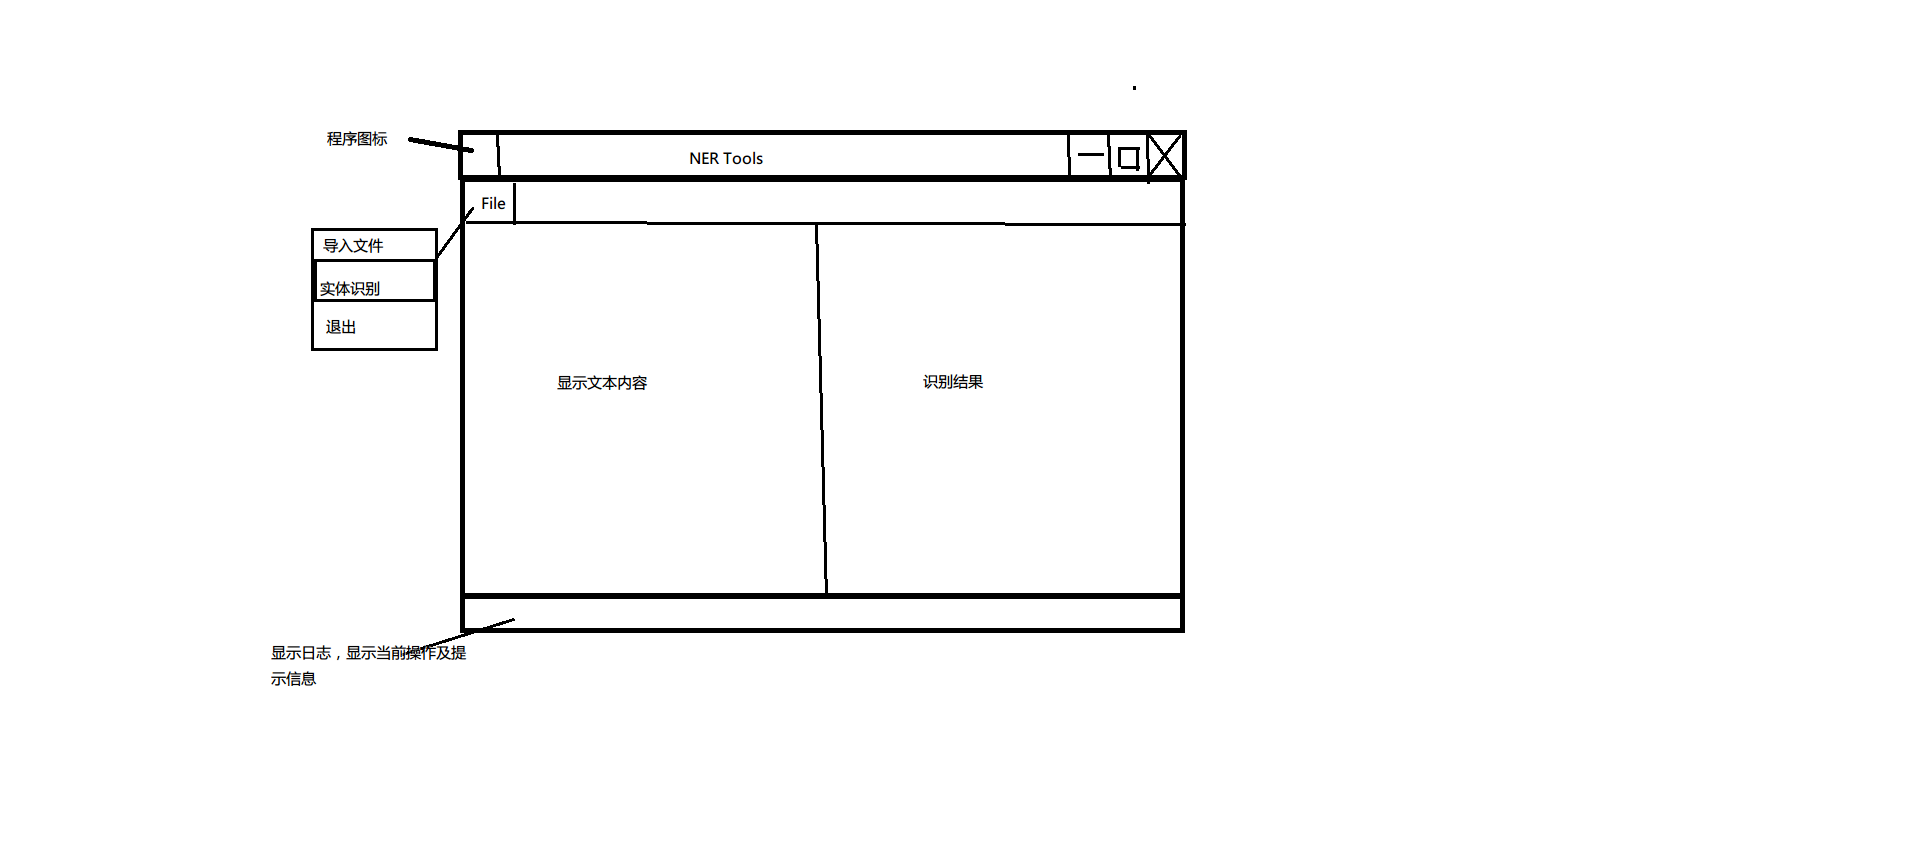 程序图标
NER Tools
File
导入文件
实体识别
退出
显示文本内容
识别结果
显示日志，显示当前操作及提
示信息